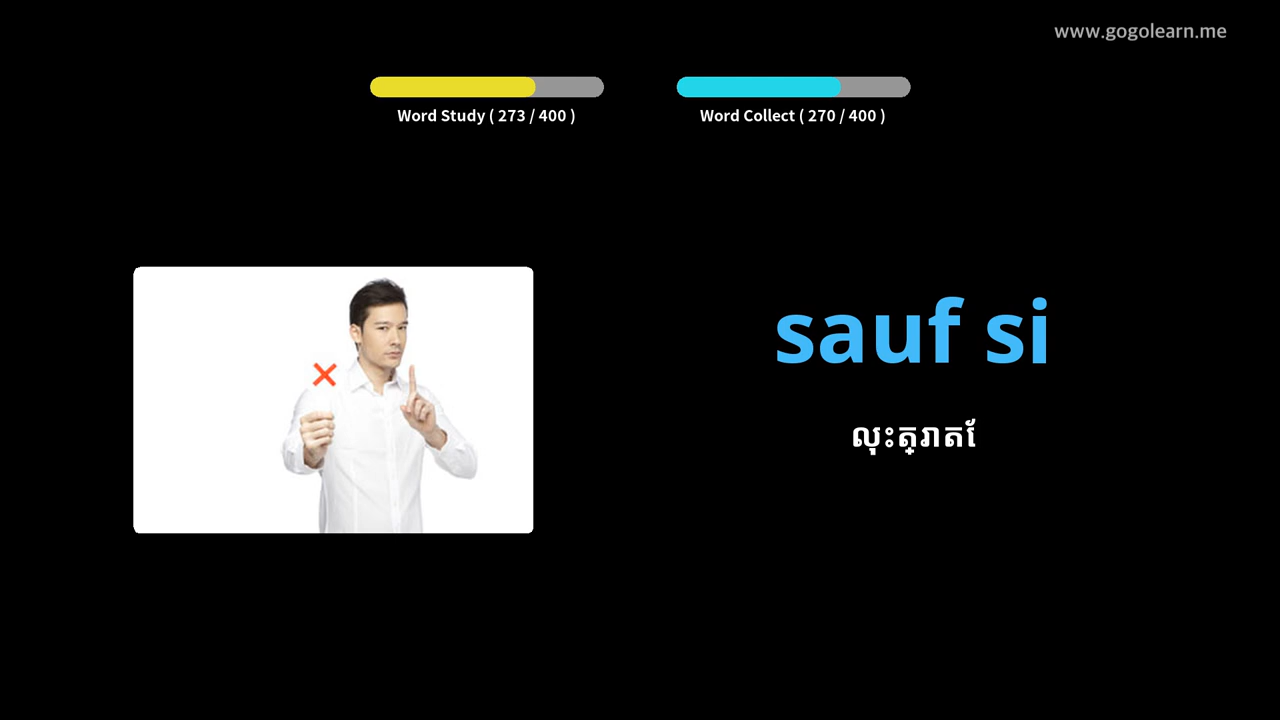 www.gogolearn.me
Word Study ( 273 / 400 )
Word Collect ( 270 / 400 )
sauf si
លុះត្រាតែ